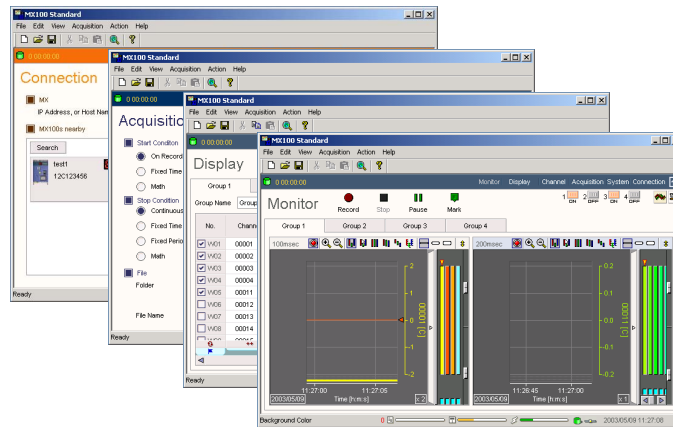 MX100 Standard
File Edit View Acquisition Action Help
0 00:00:00
Connection
MX
IP Address, or Host Nam
MX100s nearby
Search
test1
12C123456
Ready
MX100 Standard
File Edit View Acquisition Action Help
0 00:00:00
Acquisitio
Start Condition
On Record
Fixed Time
Math
Stop Condition
Continuous
Fixed Time
Fixed Perio
Math
File
Folder
File Name
Ready
MX100 Standard
File Edit View Acquisition Action Help
0 00:00:00
Display
Group 1
Group Name Group
No. Chann
W01 00001
W02 00002
W03 00003
W04 00004
W05 00011
W06 00012
W07 00013
W08 00014
Ready
MX100 Standard
File Edit View Acquisition Action Help
0 00:00:00 Monitor Display Channel Acquisition System Connection
Monitor Record Stop Pause Mark
1 ON 2 OFF 3 ON 4 OFF
Group 1 Group 2 Group 3 Group 4
100msec 200msec
2 0.2
1 0.1
0 0.0 00011 [C]
-1 -0.1
-2 -0.2
11:27:00 11:27:05 11:26:45 11:27:00
2003/05/09 Time [h:m:s] x 2 2003/05/09 Time [h:m:s] x 1
Background Color 0 2003/05/09 11:27:08